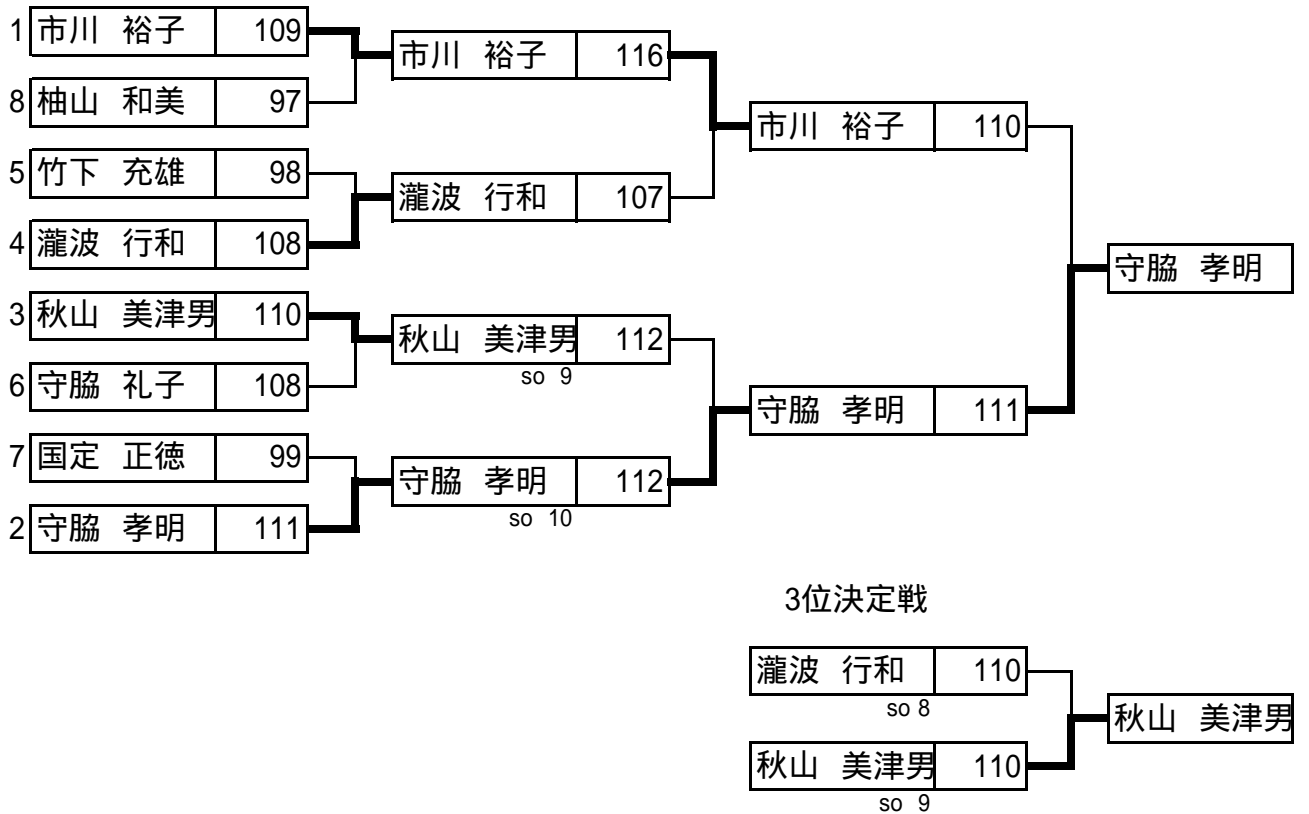 1 市川 裕子 109
市川 裕子 116
8 柚山 和美 97
市川 裕子 110
5 竹下 充雄 98
瀧波 行和 107
4 瀧波 行和 108
守脇 孝明
3 秋山 美津男 110
秋山 美津男 112
so 9
6 守脇 礼子 108
守脇 孝明 111
7 国定 正徳 99
守脇 孝明 112
so 10
2 守脇 孝明 111
3位決定戦
瀧波 行和 110
so 8
秋山 美津男
秋山 美津男 110
so 9